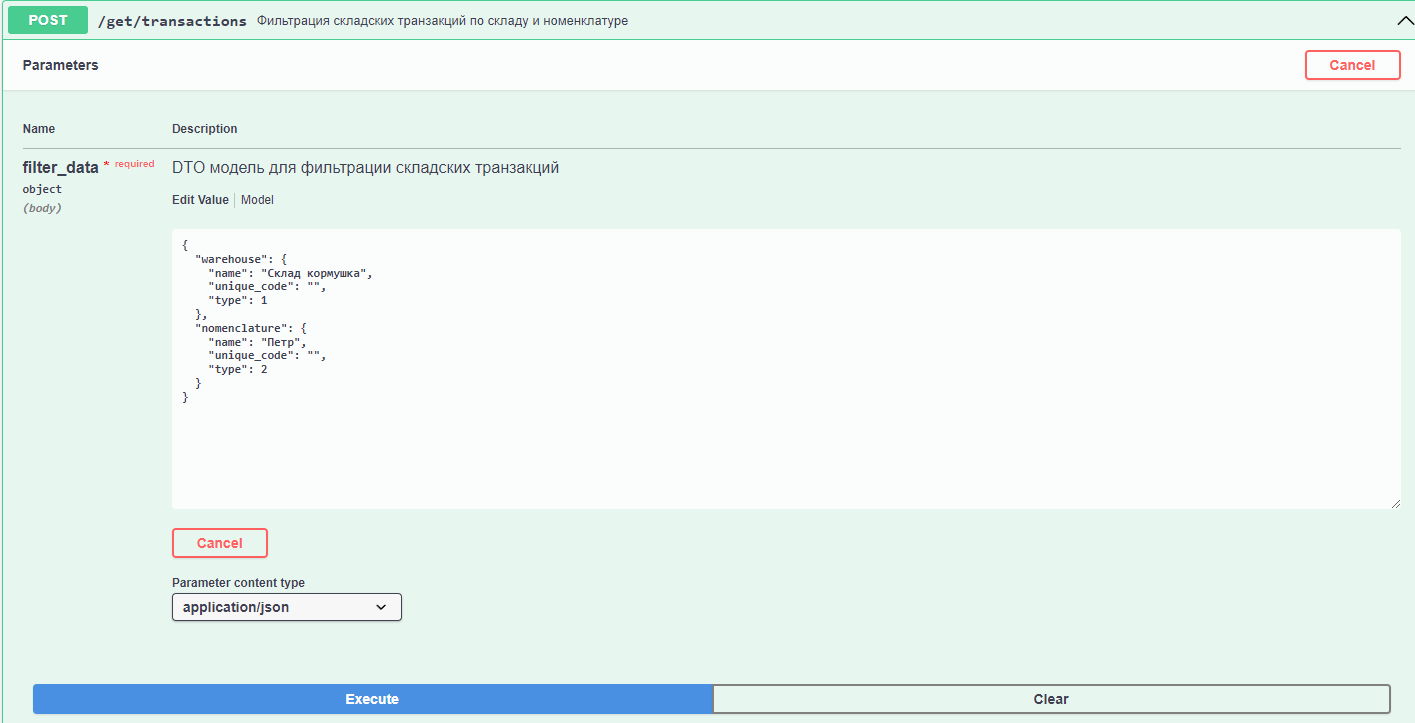 POST /get/transactions Фильтрация складских транзакций по складу и номенклатуре
Parameters
Cancel
Name Description
filter_data * required
object
(body)
DTO модель для фильтрации складских транзакций
Edit Value Model
{
  "warehouse": {
    "name": "Склад кормушка",
    "unique_code": "",
    "type": 1
  },
  "nomenclature": {
    "name": "Петр",
    "unique_code": "",
    "type": 2
  }
}
Cancel
Parameter content type
application/json
Execute Clear